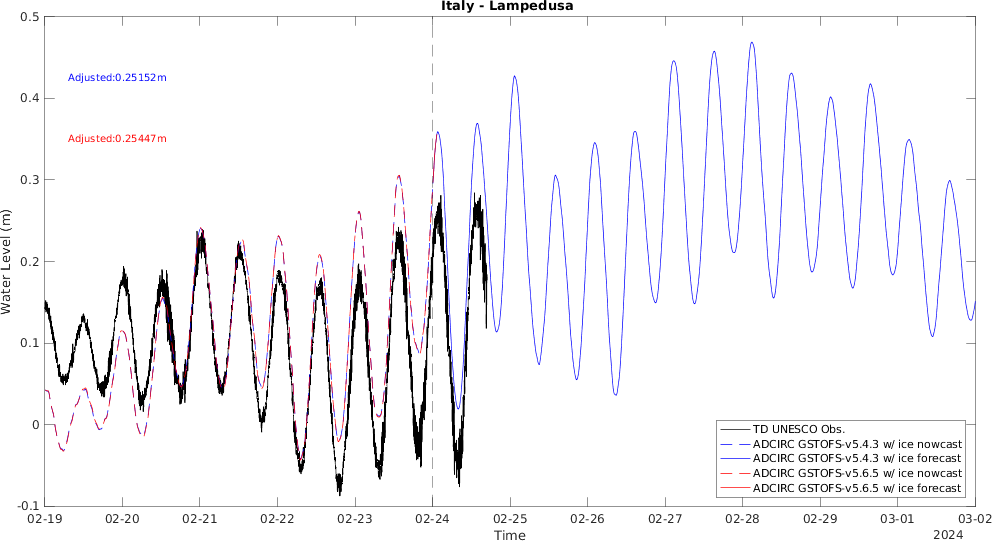 Italy - Lampedusa
0.5
0.4
0.3
0.2
0.1
0
-0.1
Water Level (m)
Adjusted:0.25152m
Adjusted:0.25447m
TD UNESCO Obs.
ADCIRC GSTOFS-v5.4.3 w/ ice nowcast
ADCIRC GSTOFS-v5.4.3 w/ ice forecast
ADCIRC GSTOFS-v5.6.5 w/ ice nowcast
ADCIRC GSTOFS-v5.6.5 w/ ice forecast
02-19 02-20 02-21 02-22 02-23 02-24 02-25 02-26 02-27 02-28 02-29 03-01 03-02
Time
2024